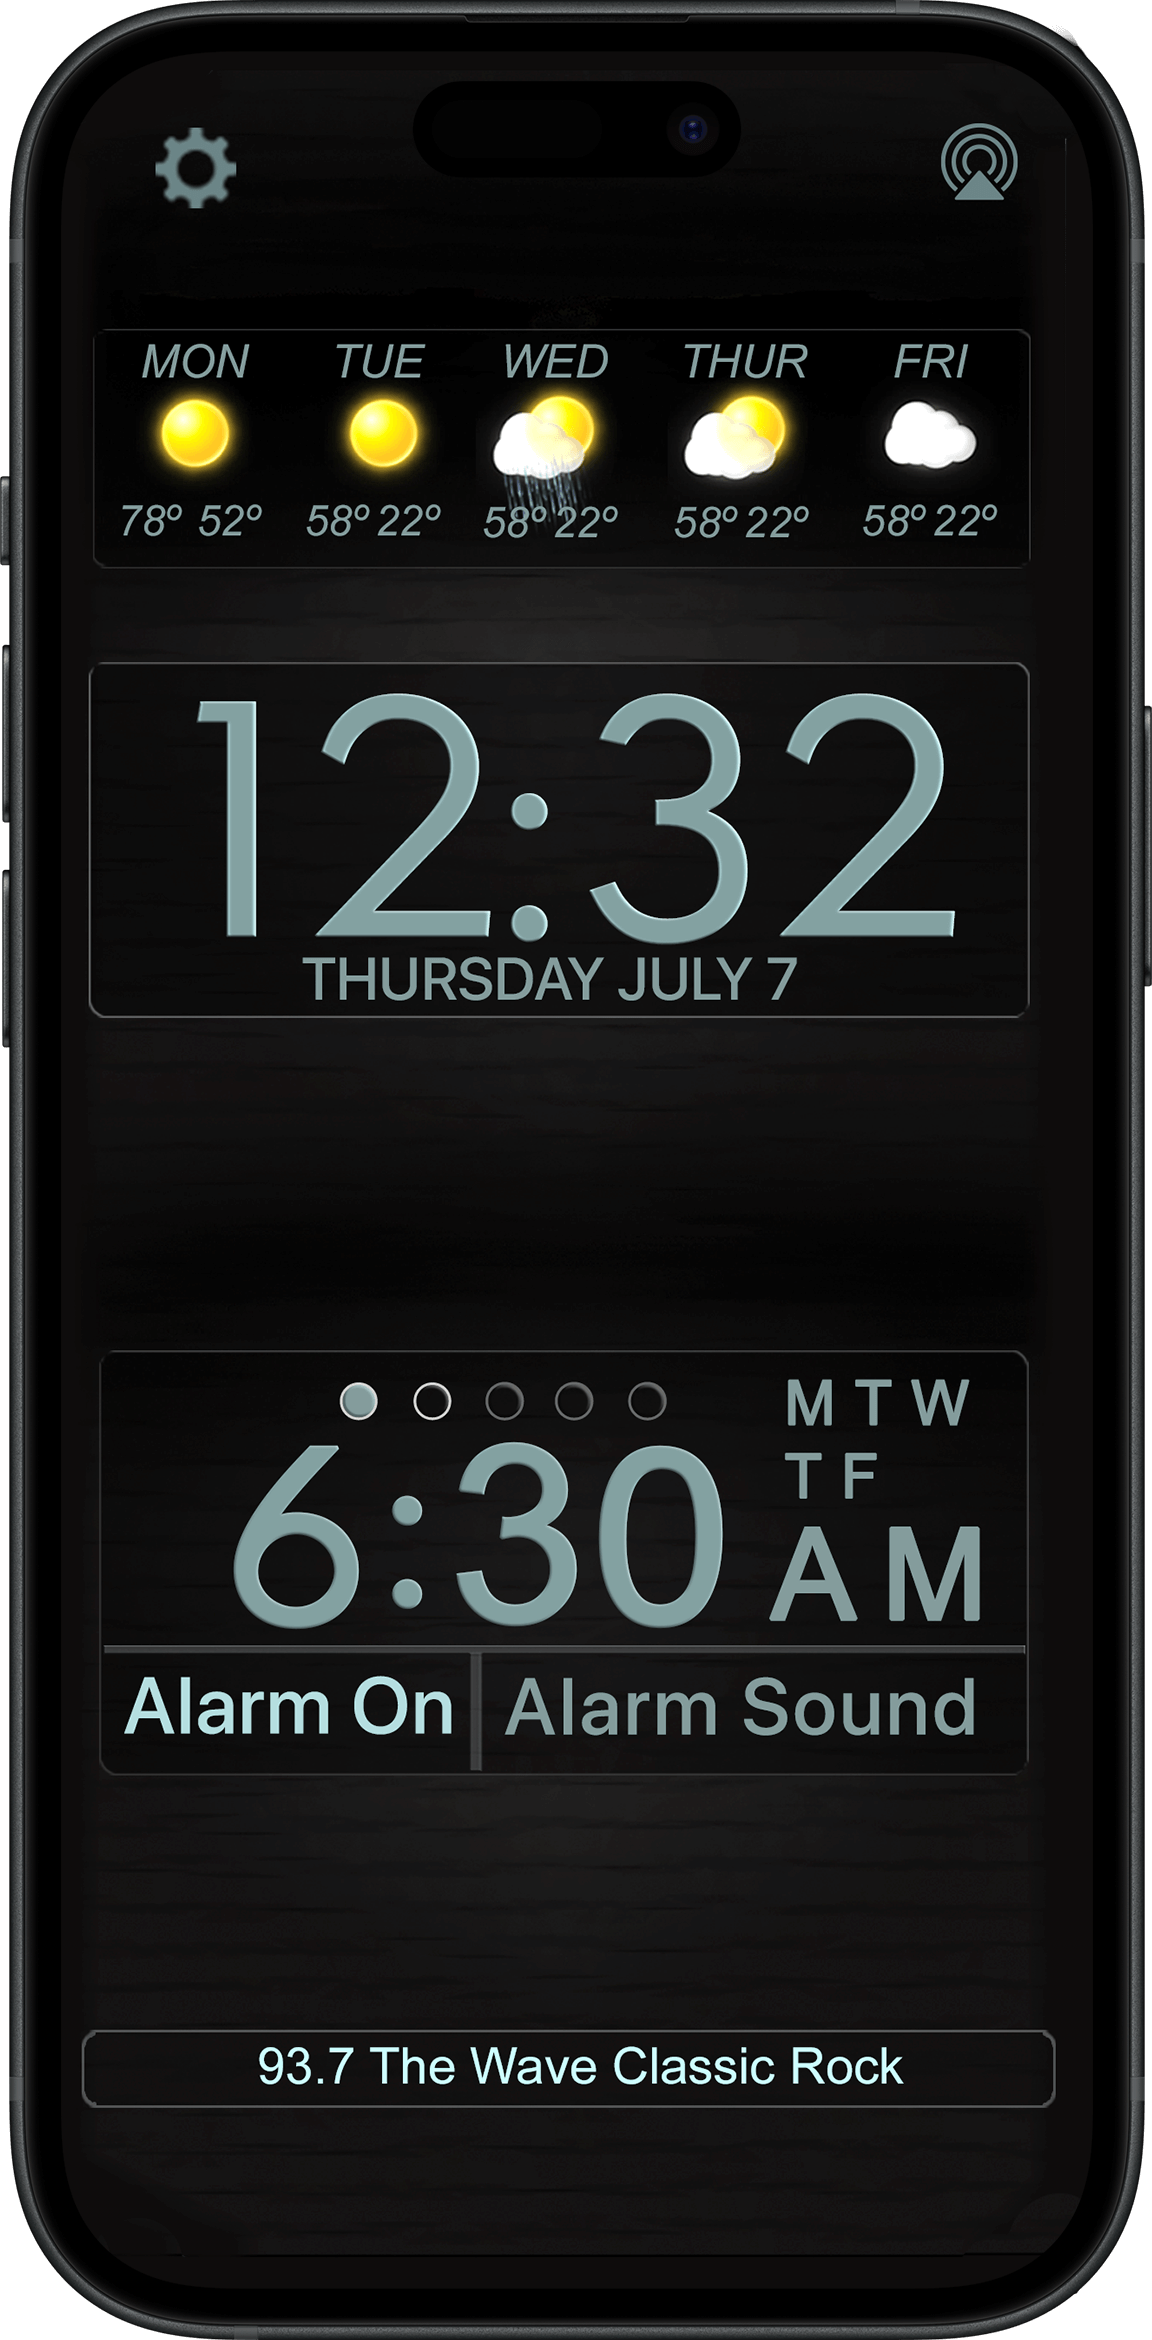 MON TUE WED THUR FRI
78º 52º 58º 22º 58º 22º 58º 22º 58º 22º
12:32
THURSDAY JULY 7
M T W
T F
6:30 AM
Alarm On Alarm Sound
93.7 The Wave Classic Rock